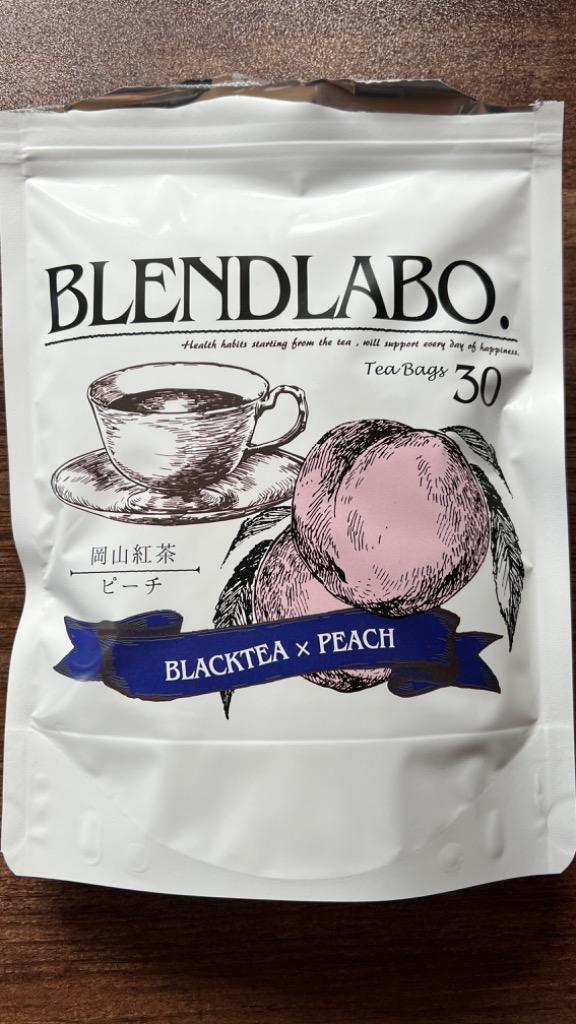 BLENDLABO.
Health habits starting from the tea , will support every day of happiness.
Tea Bags 30
岡山紅茶
ピーチ
BLACKTEA × PEACH